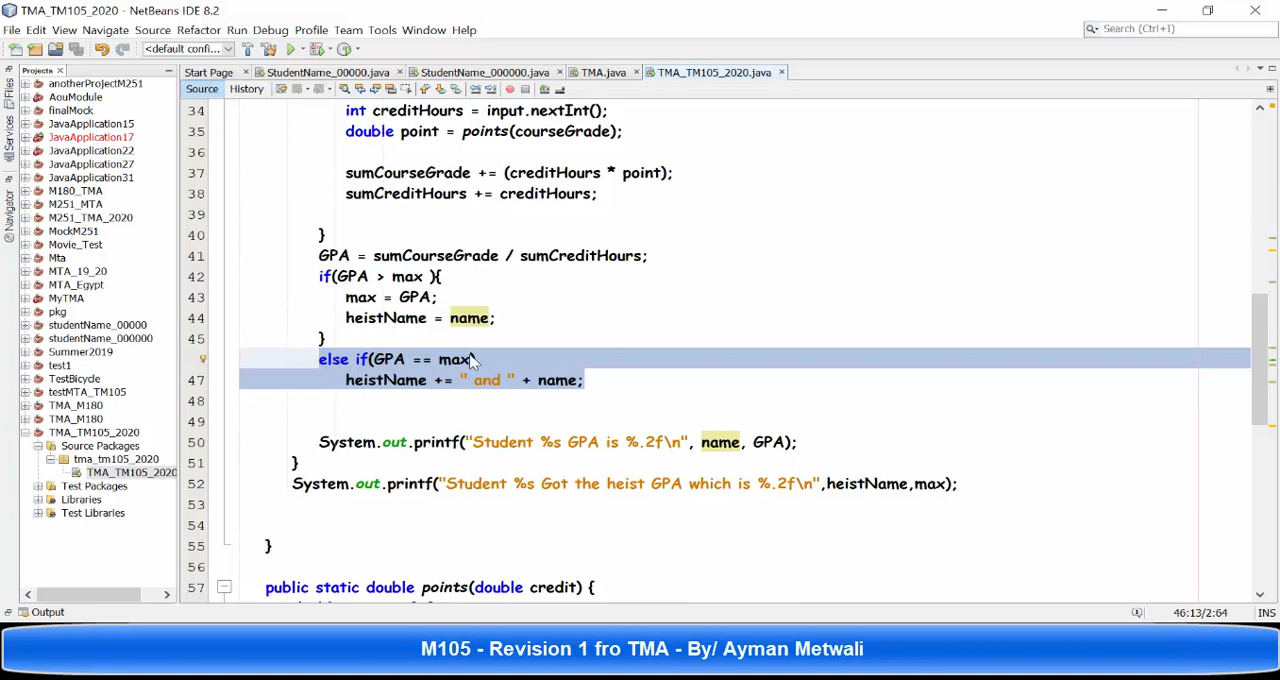 TMA_TM105_2020 - NetBeans IDE 8.2
File Edit View Navigate Source Refactor Run Debug Profile Team Tools Window Help
Search (Ctrl+I)
<default confi...
Projects
Start Page
StudentName_00000.java
StudentName_000000.java
TMA.java
TMA_TM105_2020.java
Source History
Files
Services
Navigator
anotherProjectM251
AouModule
finalMock
JavaApplication15
JavaApplication17
JavaApplication22
JavaApplication27
JavaApplication31
M180_TMA
M251_MTA
M251_TMA_2020
MockM251
Movie_Test
Mta
MTA_19_20
MTA_Egypt
MyTMA
pkg
studentName_00000
studentName_000000
Summer2019
test1
TestBicycle
testMTA_TM105
TMA_M180
TMA_M180
TMA_TM105_2020
Source Packages
tma_tm105_2020
TMA_TM105_2020
Test Packages
Libraries
Test Libraries
34 int creditHours = input.nextInt();
35 double point = points(courseGrade);
36
37 sumCourseGrade += (creditHours * point);
38 sumCreditHours += creditHours;
39
40 }
41 GPA = sumCourseGrade / sumCreditHours;
42 if(GPA > max ){
43 max = GPA;
44 heistName = name;
45 }
else if(GPA == max)
47 heistName += " and " + name;
48
49
50 System.out.printf("Student %s GPA is %.2f\n", name, GPA);
51 }
52 System.out.printf("Student %s Got the heist GPA which is %.2f\n",heistName,max);
53
54
55 }
56
57 public static double points(double credit) {
Output
46:13/2:64
INS
M105 - Revision 1 fro TMA - By/ Ayman Metwali